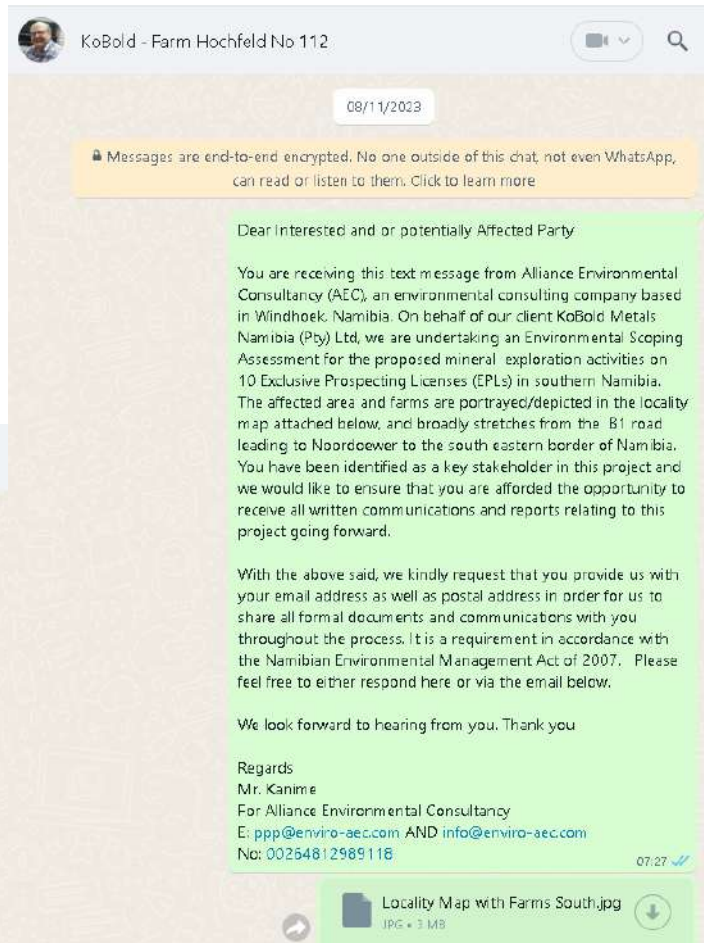 KoBold - Farm Hochfeld No 112
08/11/2023
Messages are end-to-end encrypted. No one outside of this chat, not even WhatsApp,
can read or listen to them. Click to learn more
Dear Interested and or potentially Affected Party
You are receiving this text message from Alliance Environmental
Consultancy (AEC), an environmental consulting company based
in Windhoek, Namibia. On behalf of our client KoBold Metals
Namibia (Pty) Ltd, we are undertaking an Environmental Scoping
Assessment for the proposed mineral exploration activities on
10 Exclusive Prospecting Licenses (EPLs) in southern Namibia.
The affected area and farms are portrayed/depicted in the locality
map attached below, and broadly stretches from the B1 road
leading to Noordoewer to the south eastern border of Namibia.
You have been identified as a key stakeholder in this project and
we would like to ensure that you are afforded the opportunity to
receive all written communications and reports relating to this
project going forward.
With the above said, we kindly request that you provide us with
your email address as well as postal address in order for us to
share all formal documents and communications with you
throughout the process. It is a requirement in accordance with
the Namibian Environmental Management Act of 2007. Please
feel free to either respond here or via the email below.
We look forward to hearing from you. Thank you
Regards
Mr. Kanime
For Alliance Environmental Consultancy
E: ppp@enviro-aec.com AND info@enviro-aec.com
No: 00264812989118
07:27
Locality Map with Farms South.jpg
JPG • 3 MB